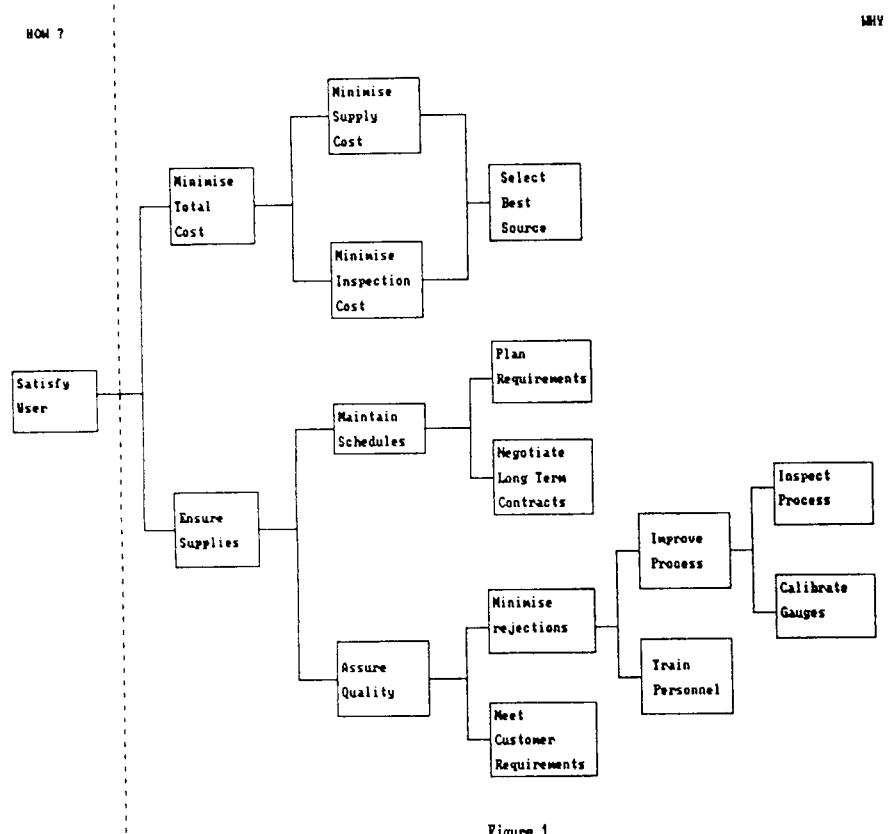 HOW ?
WHY
Minimise
Supply
Cost
Minimise
Total
Cost
Select
Best
Source
Minimise
Inspection
Cost
Satisfy
User
Plan
Requirements
Maintain
Schedules
Negotiate
Long Term
Contracts
Ensure
Supplies
Inspect
Process
Improve
Process
Calibrate
Gauges
Minimise
rejections
Assure
Quality
Train
Personnel
Meet
Customer
Requirements
Figure 1